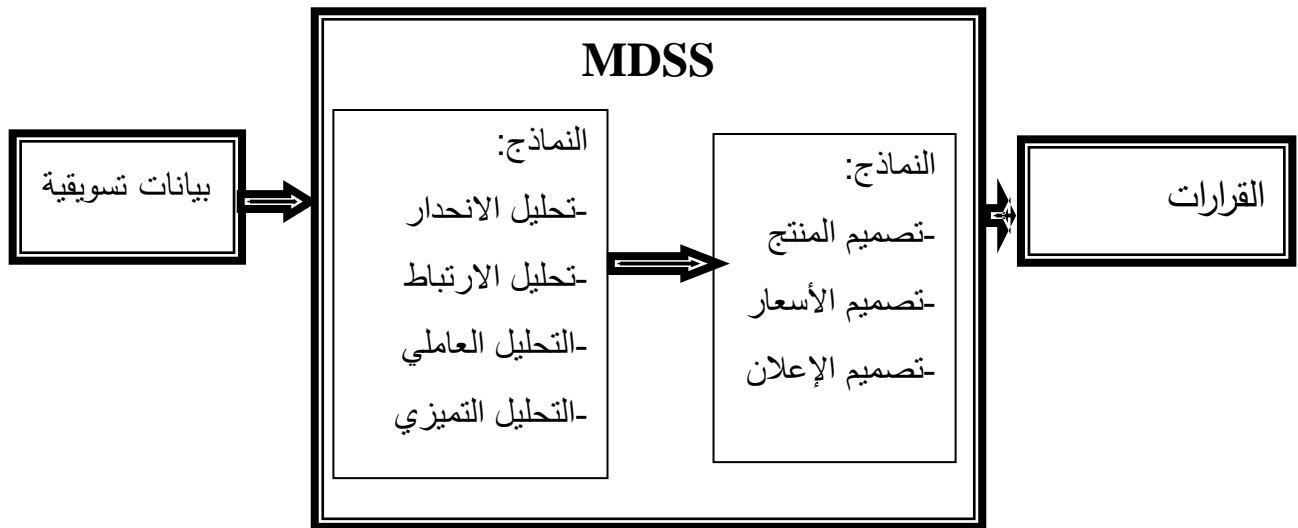 MDSS
بيانات تسويقية
النماذج:
-تحليل الانحدار
-تحليل الارتباط
-التحليل العاملي
-التحليل التميزي
النماذج:
-تصميم المنتج
-تصميم الأسعار
-تصميم الإعلان
القرارات